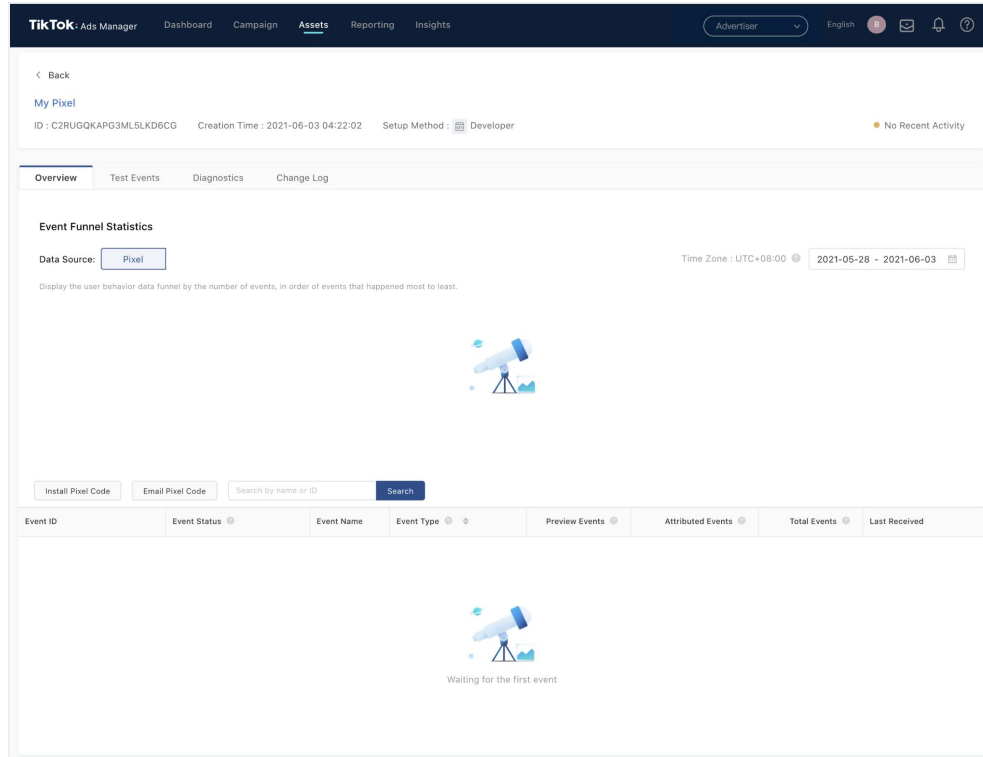 TikTok: Ads Manager Dashboard Campaign Assets Reporting Insights Advertiser English B
< Back
My Pixel
ID : C2RUGQKAPG3ML5LKD6CG Creation Time : 2021-06-03 04:22:02 Setup Method : Developer No Recent Activity
Overview Test Events Diagnostics Change Log
Event Funnel Statistics
Data Source: Pixel Time Zone : UTC+08:00 2021-05-28 - 2021-06-03
Display the user behavior data funnel by the number of events, in order of events that happened most to least.
Install Pixel Code Email Pixel Code Search by name or ID Search
Event ID Event Status Event Name Event Type Preview Events Attributed Events Total Events Last Received
Waiting for the first event